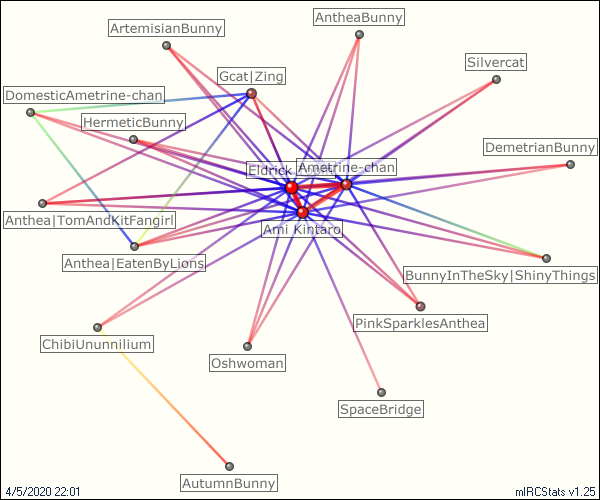 AntheaBunny
ArtemisianBunny
Silvercat
Gcat|Zing
DomesticAmetrine-chan
HermeticBunny
DemetrianBunny
Eldrick
Ametrine-chan
Anthea|TomAndKitFangirl
Ami Kintaro
Anthea|EatenByLions
BunnyInTheSky|ShinyThings
PinkSparklesAnthea
ChibiUnunnilium
Oshwoman
SpaceBridge
AutumnBunny
4/5/2020 22:01
mIRCStats v1.25